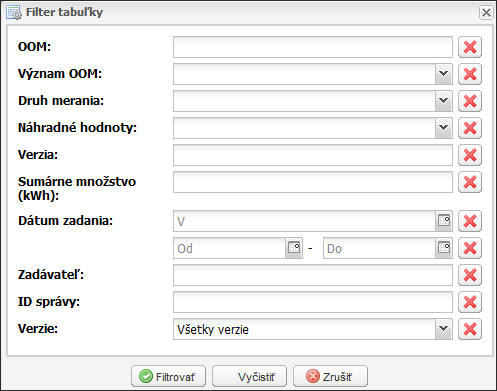 Filter tabuľky
OOM:
Význam OOM:
Druh merania:
Náhradné hodnoty:
Verzia:
Sumárne množstvo
(kWh):
Dátum zadania: V
Od - Do
Zadávateľ:
ID správy:
Verzie: Všetky verzie
Filtrovať Vyčistiť Zrušiť